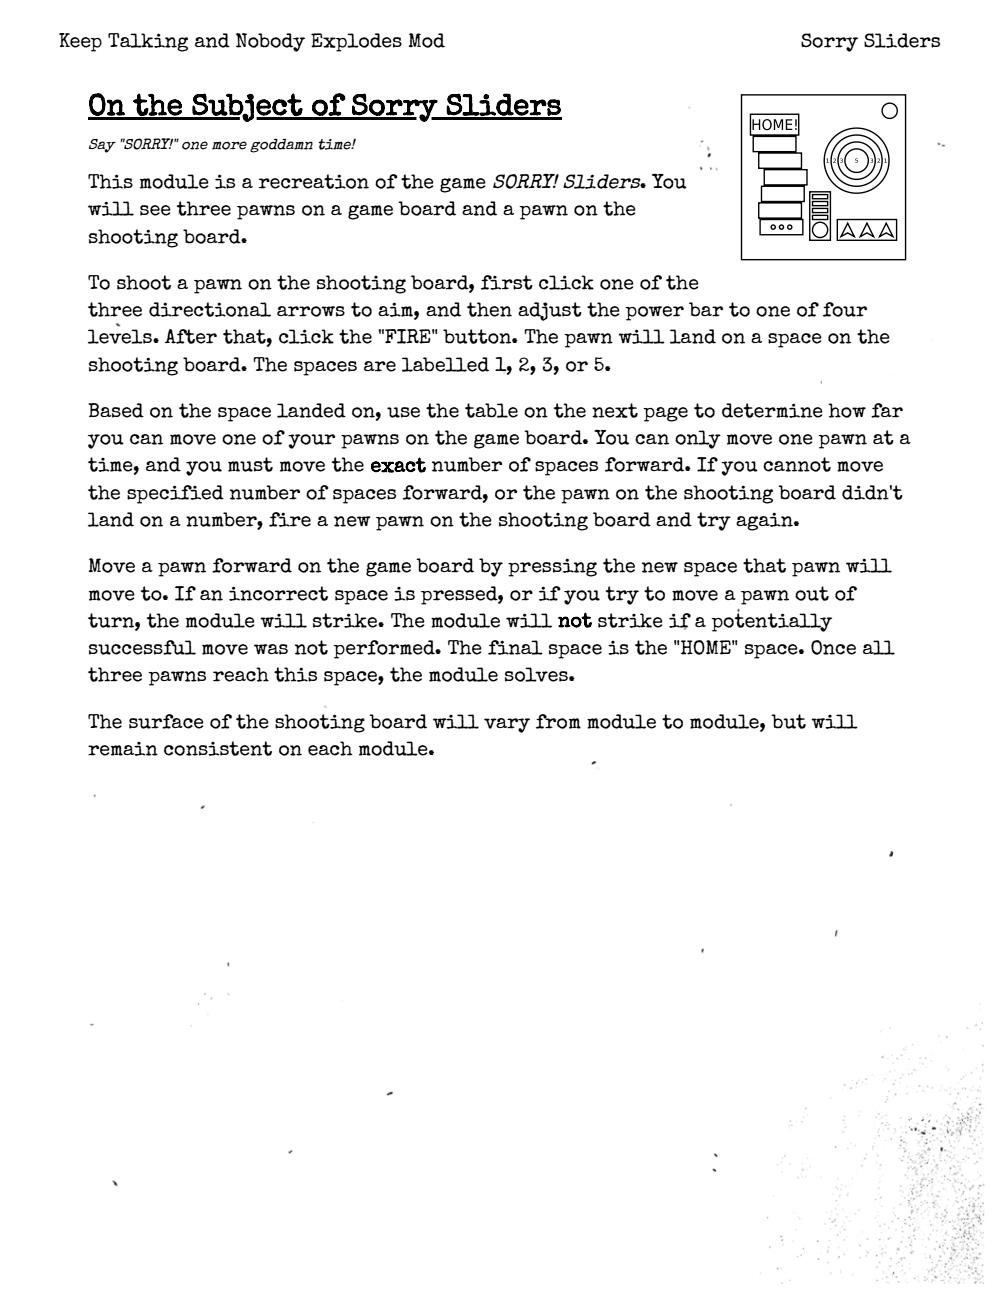 Keep Talking and Nobody Explodes Mod
Sorry Sliders
On the Subject of Sorry Sliders
Say "SORRY!" one more goddamn time!
This module is a recreation of the game SORRY! Sliders. You
will see three pawns on a game board and a pawn on the
shooting board.
HOME!
1 2 3 5 3 2 1
To shoot a pawn on the shooting board, first click one of the
three directional arrows to aim, and then adjust the power bar to one of four
levels. After that, click the "FIRE" button. The pawn will land on a space on the
shooting board. The spaces are labelled 1, 2, 3, or 5.
Based on the space landed on, use the table on the next page to determine how far
you can move one of your pawns on the game board. You can only move one pawn at a
time, and you must move the exact number of spaces forward. If you cannot move
the specified number of spaces forward, or the pawn on the shooting board didn't
land on a number, fire a new pawn on the shooting board and try again.
Move a pawn forward on the game board by pressing the new space that pawn will
move to. If an incorrect space is pressed, or if you try to move a pawn out of
turn, the module will strike. The module will not strike if a potentially
successful move was not performed. The final space is the "HOME" space. Once all
three pawns reach this space, the module solves.
The surface of the shooting board will vary from module to module, but will
remain consistent on each module.